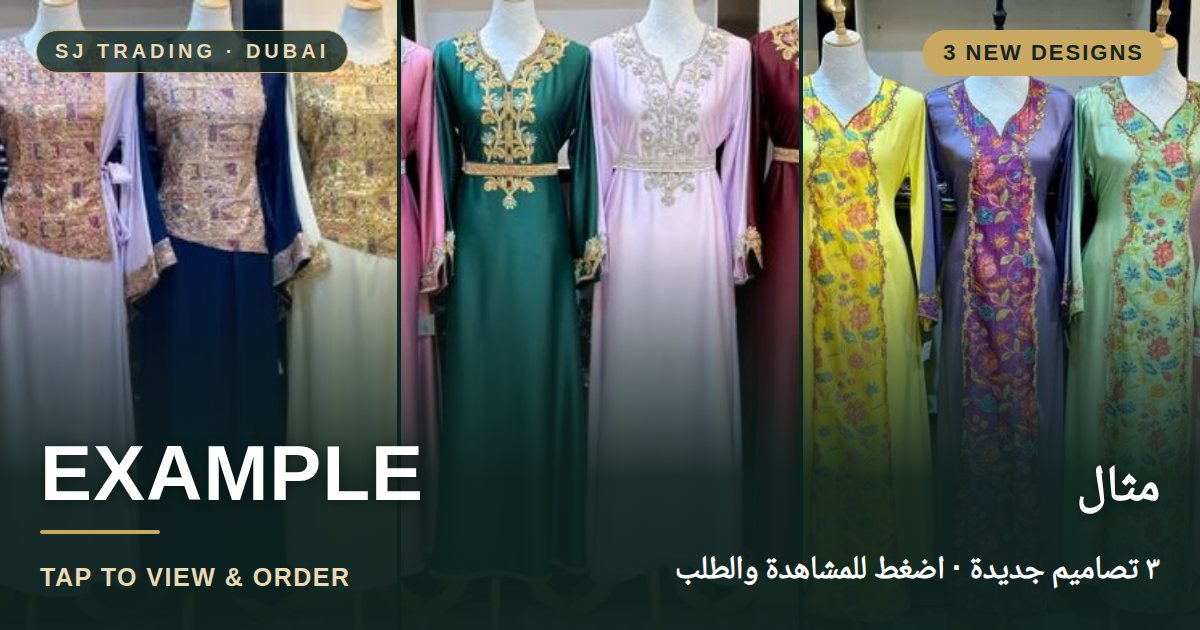 SJ TRADING · DUBAI
3 NEW DESIGNS
EXAMPLE
مثال
TAP TO VIEW & ORDER
٣ تصاميم جديدة · اضغط للمشاهدة والطلب